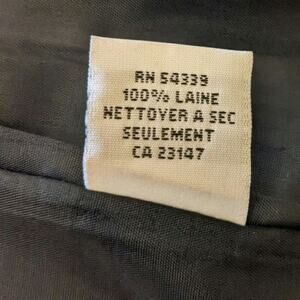 RN 54339
100% LAINE
NETTOYER A SEC
SEULEMENT
CA 23147